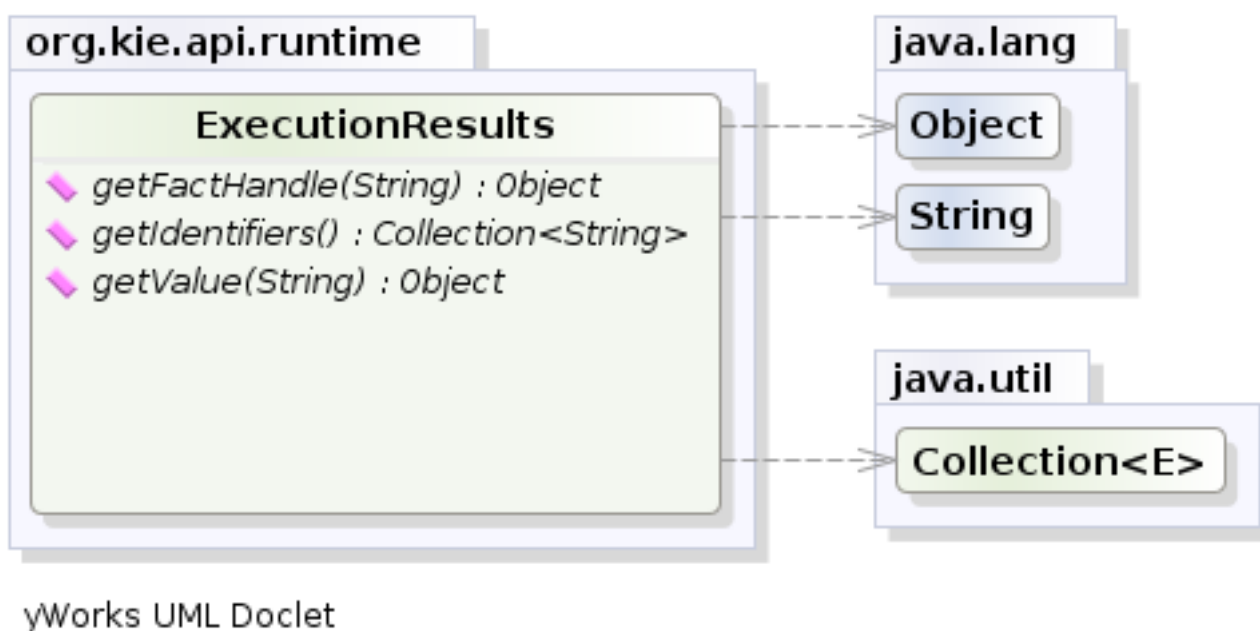 org.kie.api.runtime
ExecutionResults
getFactHandle(String) : Object
getIdentifiers() : Collection<String>
getValue(String) : Object
java.lang
Object
String
java.util
Collection<E>
yWorks UML Doclet